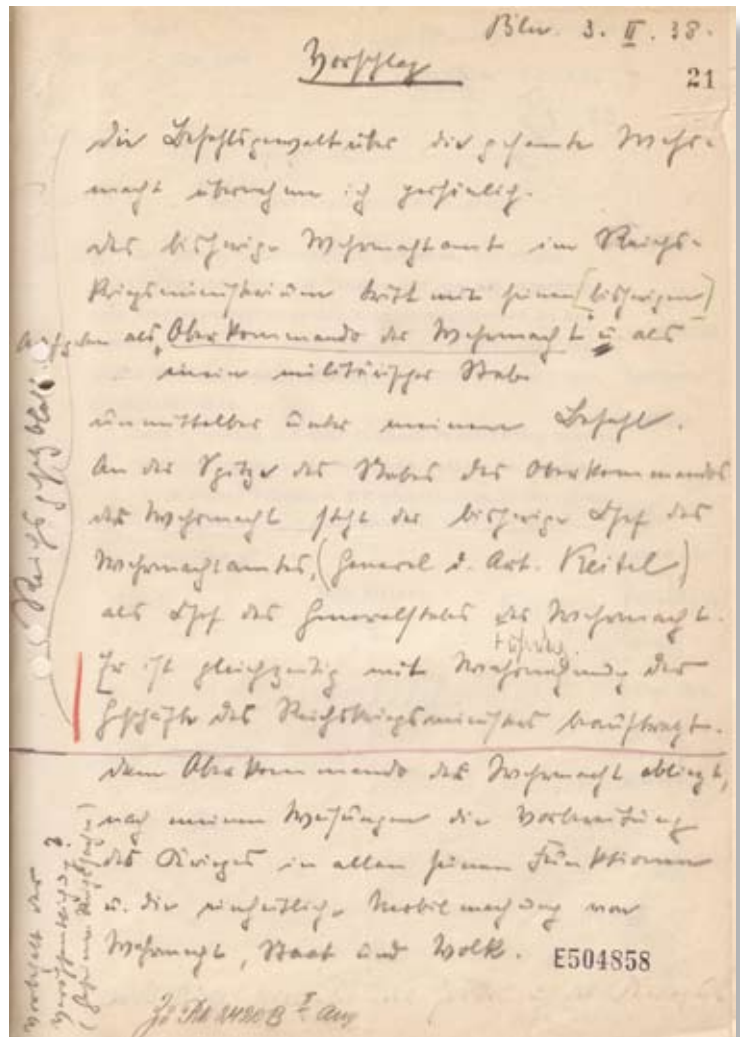 Bln. 3. II. 38.
Vorschlag
21
Die Befehlsgewalt über die gesamte Wehr-
macht übernehme ich persönlich.
Das bisherige Wehrmachtamt im Reichs-
kriegsministerium tritt mit seinen (bisherigen)
Aufgaben als Oberkommando der Wehrmacht u. als
mein militärischer Stab
unmittelbar unter meinen Befehl.
An der Spitze des Stabes des Oberkommandos
der Wehrmacht steht der bisherige Chef des
Wehrmachtamtes, (General d. Art. Keitel)
als Chef des Generalstabes der Wehrmacht.
Er ist gleichzeitig mit Wahrnehmung der
Geschäfte des Reichskriegsministers beauftragt.
Dem Oberkommando der Wehrmacht obliegt,
nach meinen Weisungen die Vorbereitung
des Krieges in allen seinen Funktionen
u. die einheitliche Mobilmachung von
Wehrmacht, Staat und Volk.
E504858
Reichsgesetzblatt
z.
Veröffentlichung